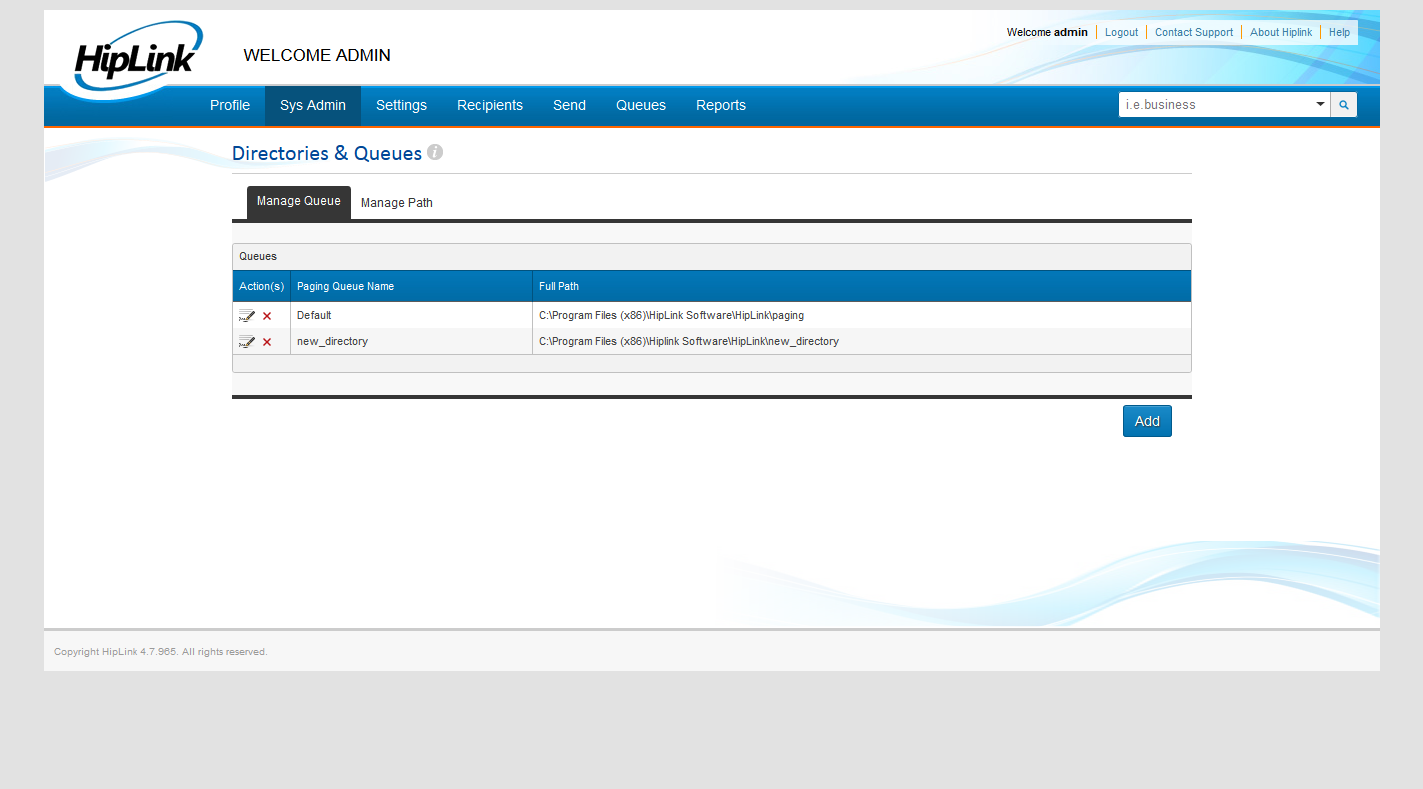 HipLink
WELCOME ADMIN
Welcome admin Logout Contact Support About Hiplink Help
Profile Sys Admin Settings Recipients Send Queues Reports i.e.business
Directories & Queues i
Manage Queue Manage Path
Queues
Action(s) Paging Queue Name Full Path
Default C:\Program Files (x86)\HipLink Software\HipLink\paging
new_directory C:\Program Files (x86)\Hiplink Software\HipLink\new_directory
Add
Copyright HipLink 4.7.965. All rights reserved.